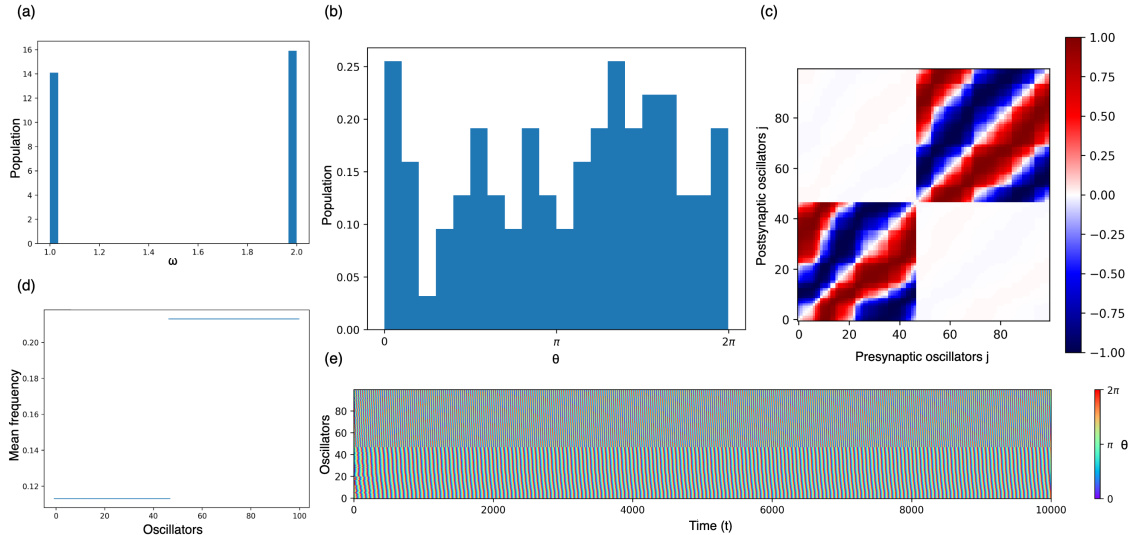 (a)
16
14
12
10
8
6
4
2
0
Population
1.0 1.2 1.4 1.6 1.8 2.0
ω
(b)
0.25
0.20
0.15
0.10
0.05
0.00
Population
0 π 2π
θ
(c)
80
60
40
20
0
Postsynaptic oscillators j
0 20 40 60 80
Presynaptic oscillators j
1.00
0.75
0.50
0.25
0.00
−0.25
−0.50
−0.75
−1.00
(d)
0.20
0.18
0.16
0.14
0.12
Mean frequency
0 20 40 60 80 100
Oscillators
(e)
80
60
40
20
0
Oscillators
0 2000 4000 6000 8000 10000
Time (t)
2π
π
0
θ